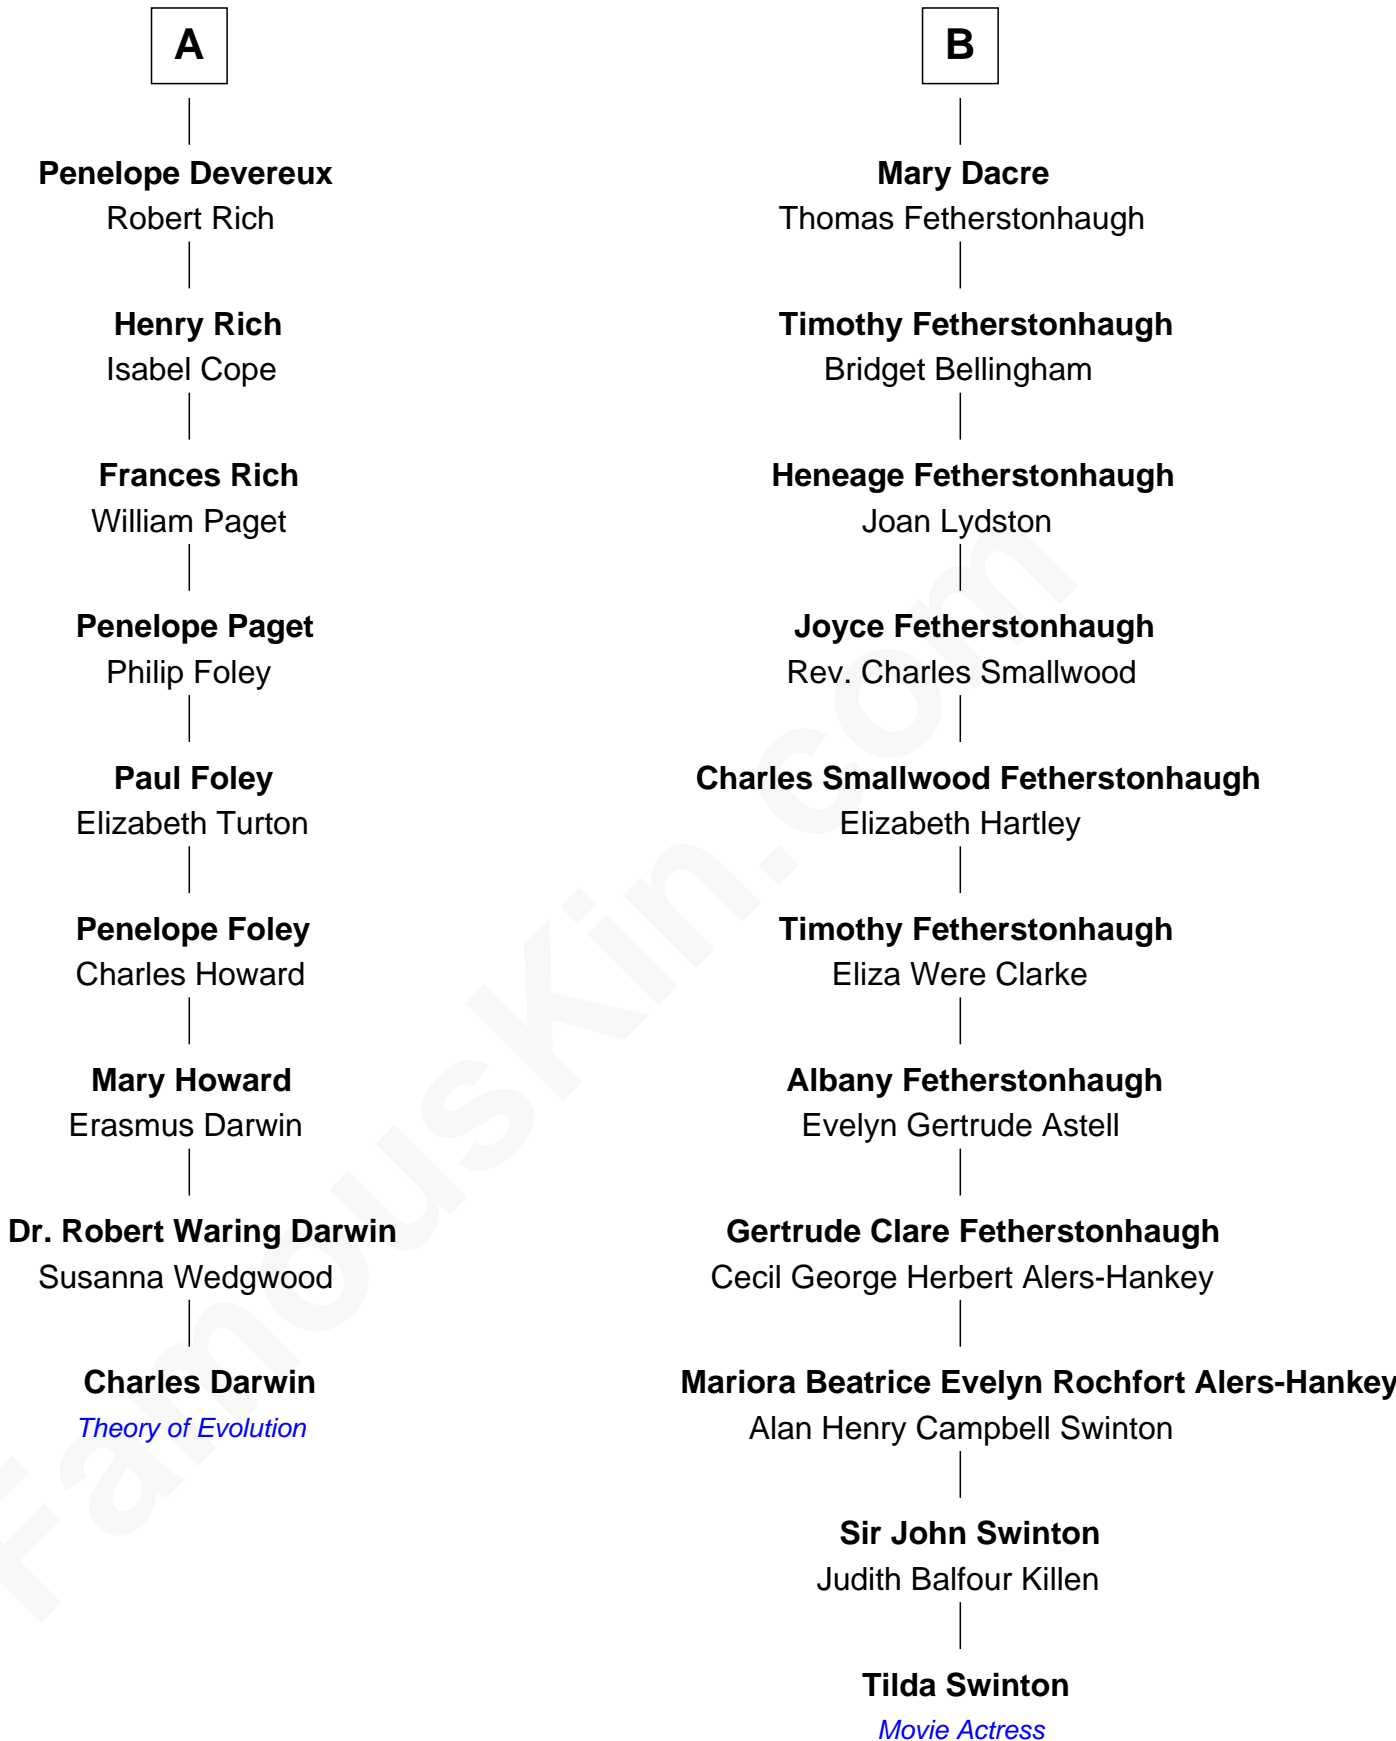 A
Penelope Devereux
Robert Rich
Henry Rich
Isabel Cope
Frances Rich
William Paget
Penelope Paget
Philip Foley
Paul Foley
Elizabeth Turton
Penelope Foley
Charles Howard
Mary Howard
Erasmus Darwin
Dr. Robert Waring Darwin
Susanna Wedgwood
Charles Darwin
Theory of Evolution
B
Mary Dacre
Thomas Fetherstonhaugh
Timothy Fetherstonhaugh
Bridget Bellingham
Heneage Fetherstonhaugh
Joan Lydston
Joyce Fetherstonhaugh
Rev. Charles Smallwood
Charles Smallwood Fetherstonhaugh
Elizabeth Hartley
Timothy Fetherstonhaugh
Eliza Were Clarke
Albany Fetherstonhaugh
Evelyn Gertrude Astell
Gertrude Clare Fetherstonhaugh
Cecil George Herbert Alers-Hankey
Mariora Beatrice Evelyn Rochfort Alers-Hankey
Alan Henry Campbell Swinton
Sir John Swinton
Judith Balfour Killen
Tilda Swinton
Movie Actress
FamousKin.com